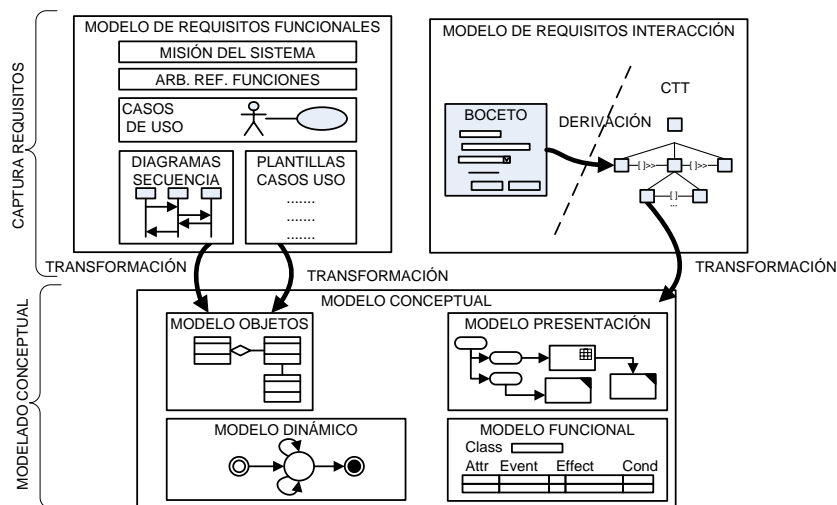 CAPTURA REQUISITOS
MODELO DE REQUISITOS FUNCIONALES
MISIÓN DEL SISTEMA
ARB. REF. FUNCIONES
CASOS
DE USO
DIAGRAMAS
SECUENCIA
PLANTILLAS
CASOS USO
.......
.......
.......
MODELO DE REQUISITOS INTERACCIÓN
BOCETO
DERIVACIÓN
CTT
[]>>
[]>>
[]
...
TRANSFORMACIÓN
TRANSFORMACIÓN
TRANSFORMACIÓN
MODELADO CONCEPTUAL
MODELO CONCEPTUAL
MODELO OBJETOS
MODELO PRESENTACIÓN
MODELO DINÁMICO
MODELO FUNCIONAL
Class
Attr Event Effect Cond